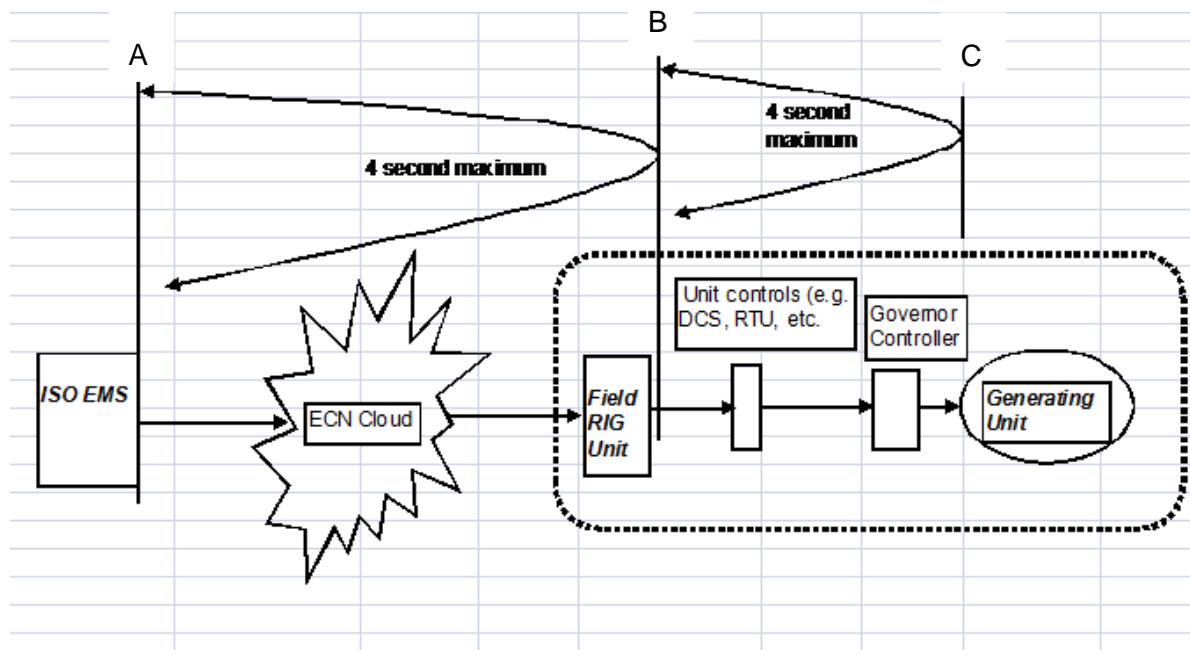 A
B
C
4 second
maximum
4 second maximum
Unit controls (e.g.
DCS, RTU, etc.
Governor
Controller
ISO EMS
ECN Cloud
Field
RIG
Unit
Generating
Unit